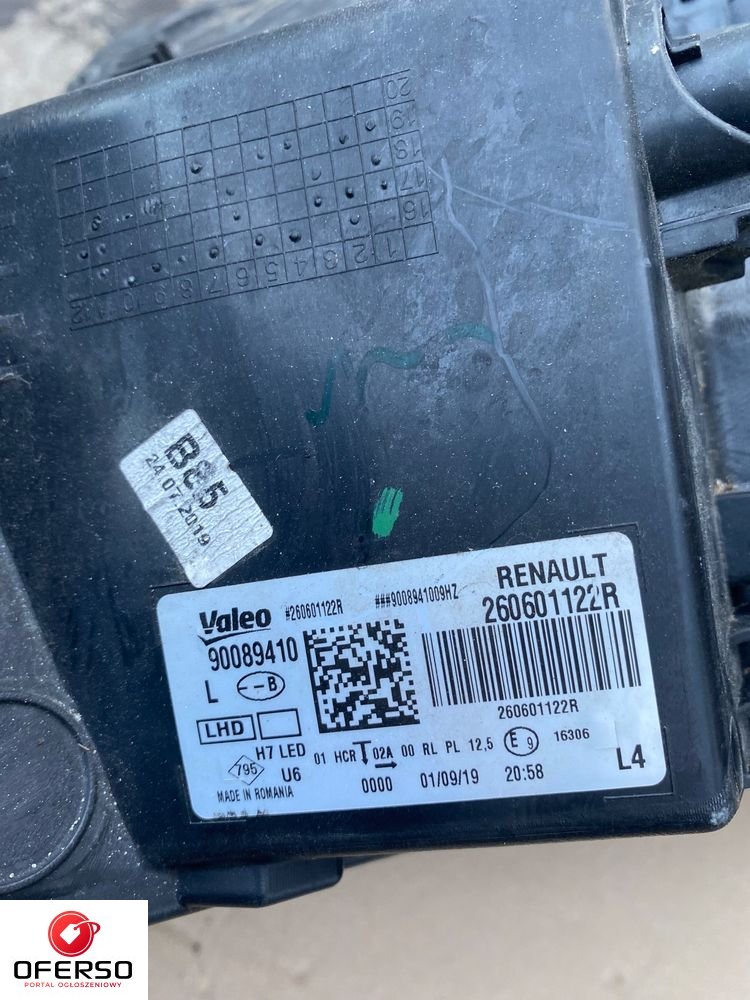 20
19
18
17
16
1 2 3 4 5 6 7 8 9 10 11 12
B85
24 07 2019
Valeo #260601122R ###9008941009HZ RENAULT
90089410 260601122R
L --B 260601122R
LHD
H7 LED 01 HCR 02A 00 RL PL 12,5 E9 16306
795 U6 0000 01/09/19 20:58 L4
MADE IN ROMANIA
OFERSO
PORTAL OGŁOSZENIOWY